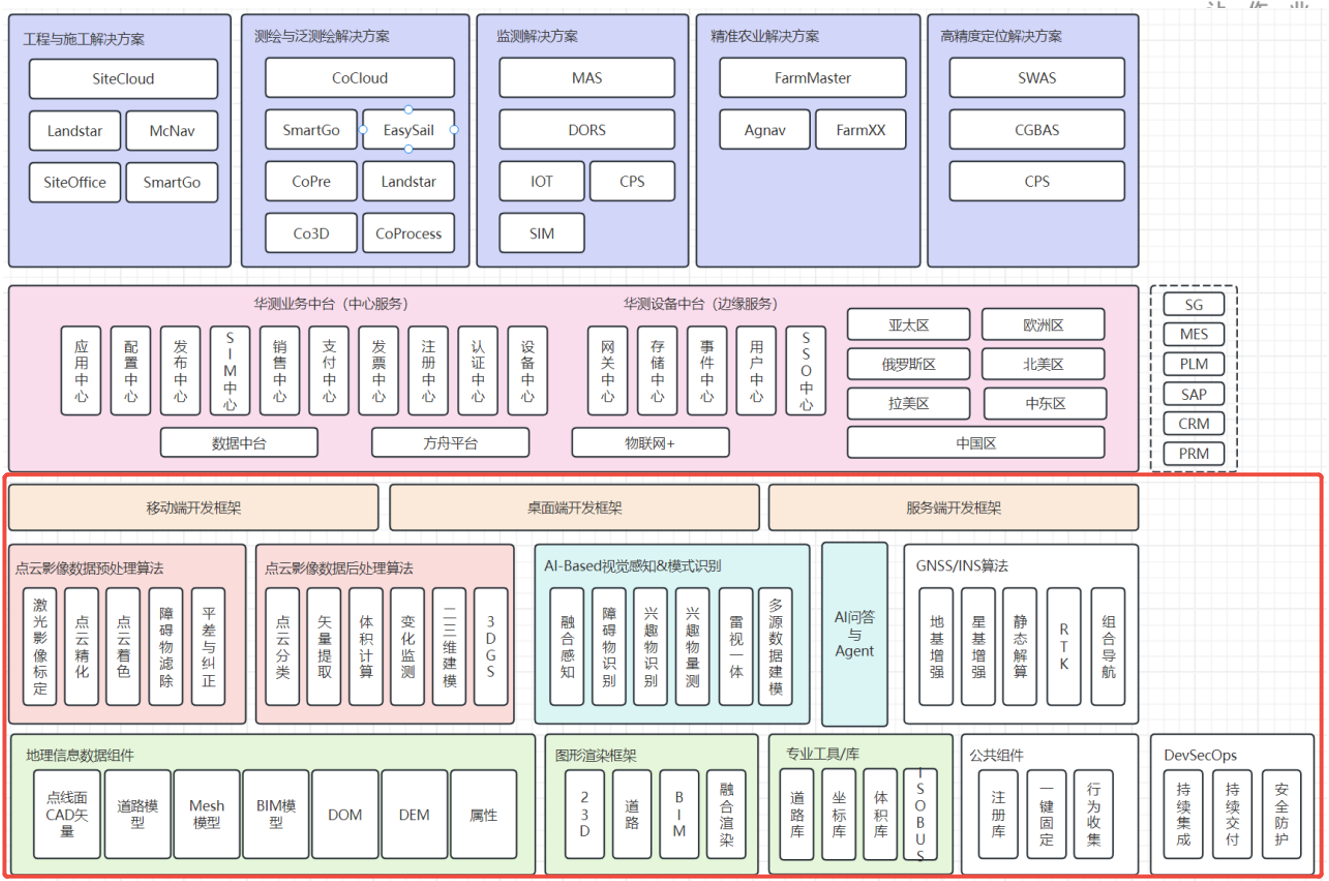 工程与施工解决方案
SiteCloud
Landstar
McNav
SiteOffice
SmartGo
测绘与泛测绘解决方案
CoCloud
SmartGo
EasySail
CoPre
Landstar
Co3D
CoProcess
监测解决方案
MAS
DORS
IOT
CPS
SIM
精准农业解决方案
FarmMaster
Agnav
FarmXX
高精度定位解决方案
SWAS
CGBAS
CPS
华测业务中台（中心服务）
应用中心
配置中心
发布中心
SIM中心
销售中心
支付中心
发票中心
注册中心
认证中心
设备中心
华测设备中台（边缘服务）
网关中心
存储中心
事件中心
用户中心
SSO中心
数据中台
方舟平台
物联网+
亚太区
欧洲区
俄罗斯区
北美区
拉美区
中东区
中国区
SG
MES
PLM
SAP
CRM
PRM
移动端开发框架
桌面端开发框架
服务端开发框架
点云影像数据预处理算法
激光影像标定
点云精化
点云着色
障碍物滤除
平差与纠正
点云影像数据后处理算法
点云分类
矢量提取
体积计算
变化监测
二三维建模
3DGS
AI-Based视觉感知&模式识别
融合感知
障碍物识别
兴趣物识别
兴趣物量测
雷视一体
多源数据建模
AI问答
与
Agent
GNSS/INS算法
地基增强
星基增强
静态解算
RTK
组合导航
地理信息数据组件
点线面
CAD矢
量
道路模
型
Mesh
模型
BIM模
型
DOM
DEM
属性
图形渲染框架
23D
道路
BIM
融合渲染
专业工具/库
道路库
坐标库
体积库
ISOBUS
公共组件
注册库
一键固定
行为收集
DevSecOps
持续集成
持续交付
安全防护